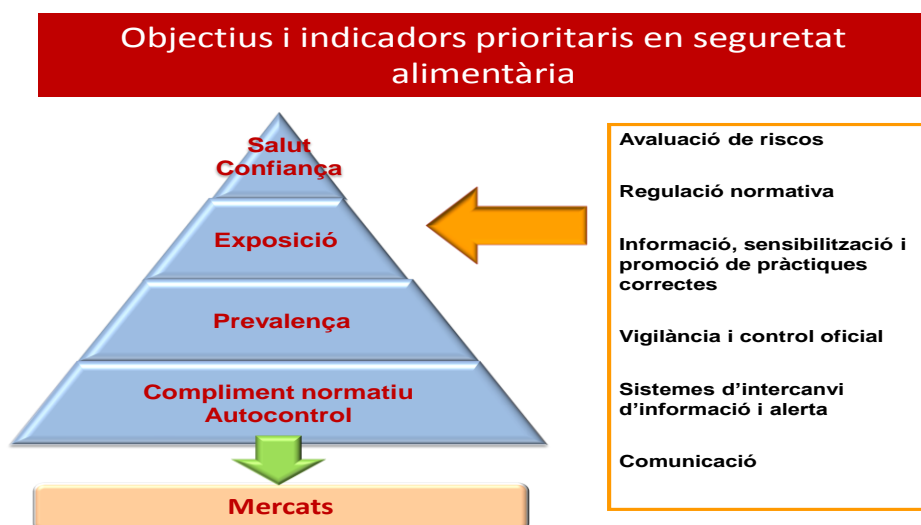 Objectius i indicadors prioritaris en seguretat
alimentària
Salut
Confiança
Exposició
Prevalença
Compliment normatiu
Autocontrol
Mercats
Avaluació de riscos
Regulació normativa
Informació, sensibilització i
promoció de pràctiques
correctes
Vigilància i control oficial
Sistemes d’intercanvi
d’informació i alerta
Comunicació